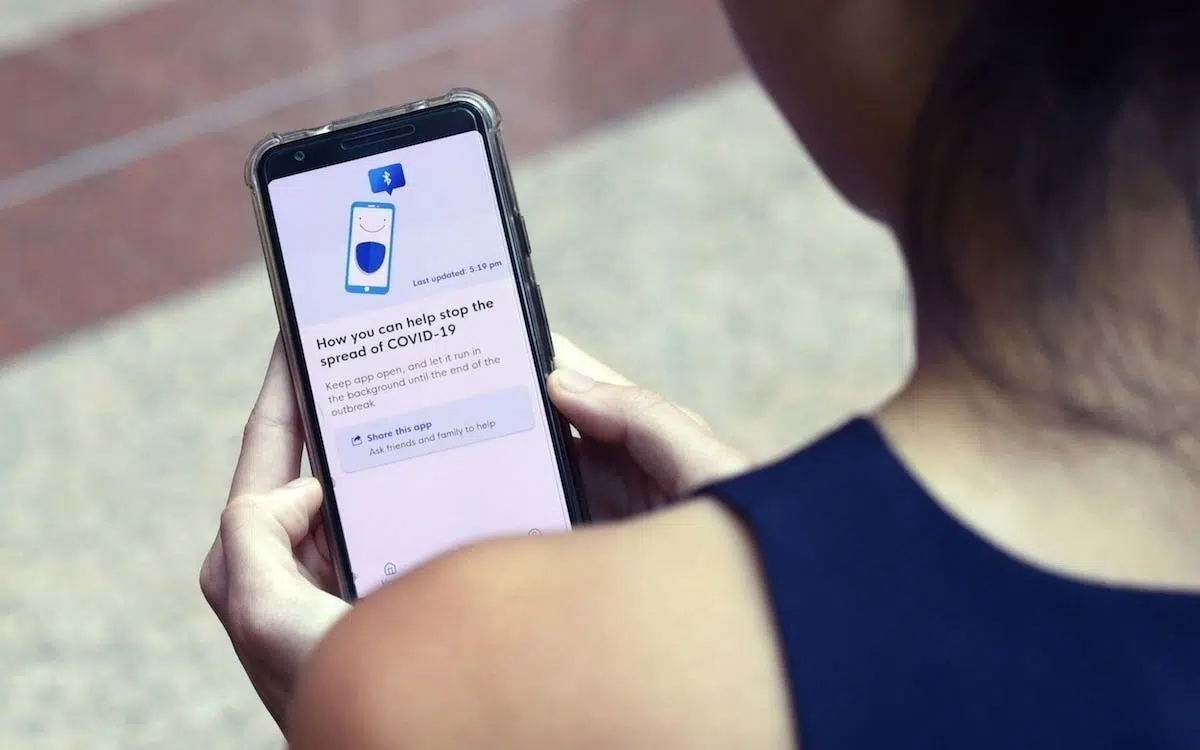 Last updated: 5:19 pm
How you can help stop the
spread of COVID-19
Keep app open, and let it run in
the background until the end of the
outbreak
Share this app
Ask friends and family to help